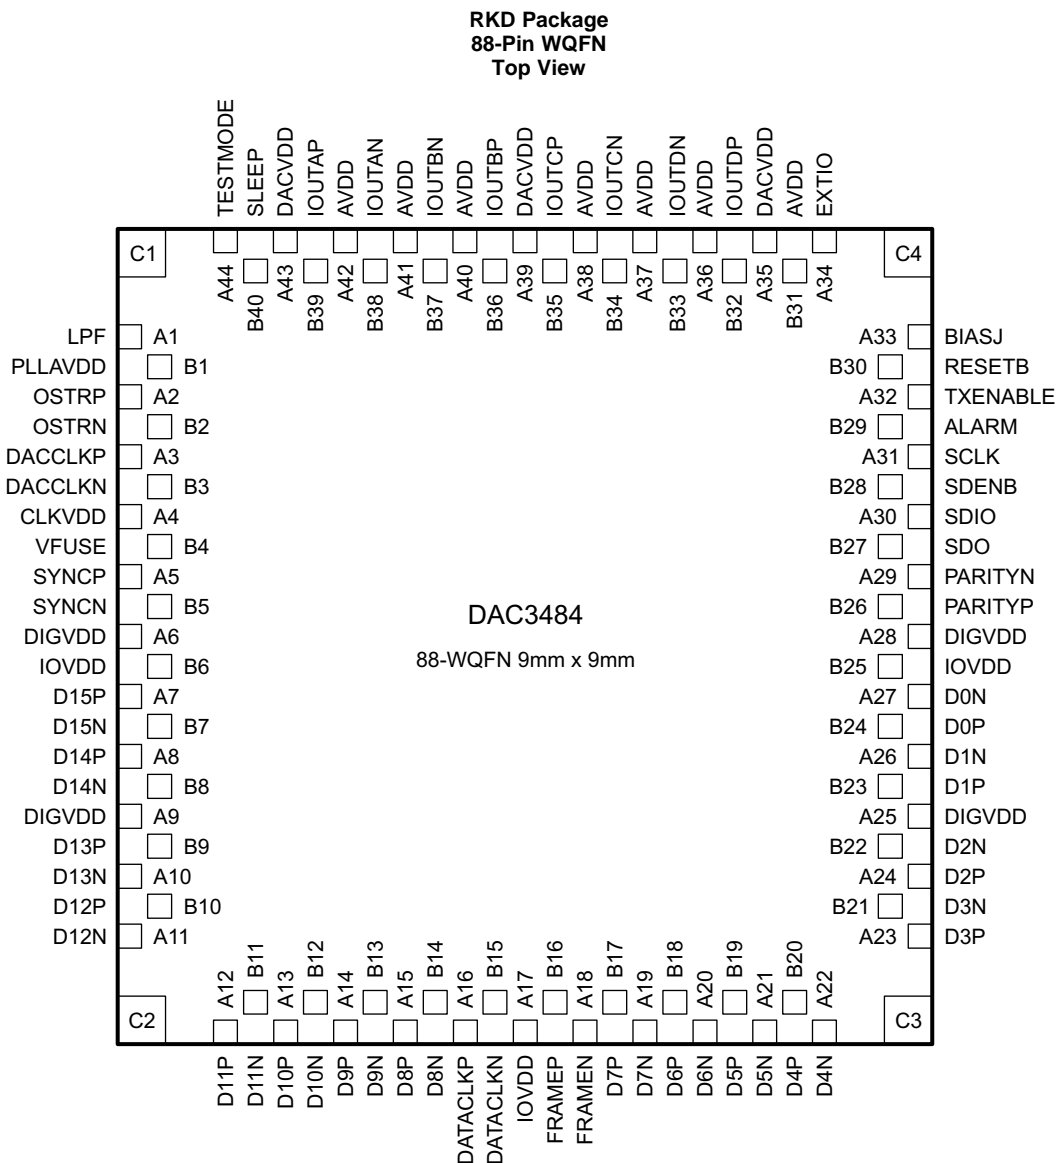 RKD Package
88-Pin WQFN
Top View
TESTMODE
SLEEP
DACVDD
IOUTAP
AVDD
IOUTAN
AVDD
IOUTBN
AVDD
IOUTBP
DACVDD
IOUTCP
AVDD
IOUTCN
AVDD
IOUTDN
AVDD
IOUTDP
DACVDD
AVDD
EXTIO
C1
A44
B40
A43
B39
A42
B38
A41
B37
A40
B36
A39
B35
A38
B34
A37
B33
A36
B32
A35
B31
A34
C4
LPF A1
PLLAVDD B1
OSTRP A2
OSTRN B2
DACCLKP A3
DACCLKN B3
CLKVDD A4
VFUSE B4
SYNCP A5
SYNCN B5
DIGVDD A6
IOVDD B6
D15P A7
D15N B7
D14P A8
D14N B8
DIGVDD A9
D13P B9
D13N A10
D12P B10
D12N A11
DAC3484
88-WQFN 9mm x 9mm
A33 BIASJ
B30 RESETB
A32 TXENABLE
B29 ALARM
A31 SCLK
B28 SDENB
A30 SDIO
B27 SDO
A29 PARITYN
B26 PARITYP
A28 DIGVDD
B25 IOVDD
A27 D0N
B24 D0P
A26 D1N
B23 D1P
A25 DIGVDD
B22 D2N
A24 D2P
B21 D3N
A23 D3P
C2
A12
B11
A13
B12
A14
B13
A15
B14
A16
B15
A17
B16
A18
B17
A19
B18
A20
B19
A21
B20
A22
C3
D11P
D11N
D10P
D10N
D9P
D9N
D8P
D8N
DATACLKP
DATACLKN
IOVDD
FRAMEP
FRAMEN
D7P
D7N
D6P
D6N
D5P
D5N
D4P
D4N